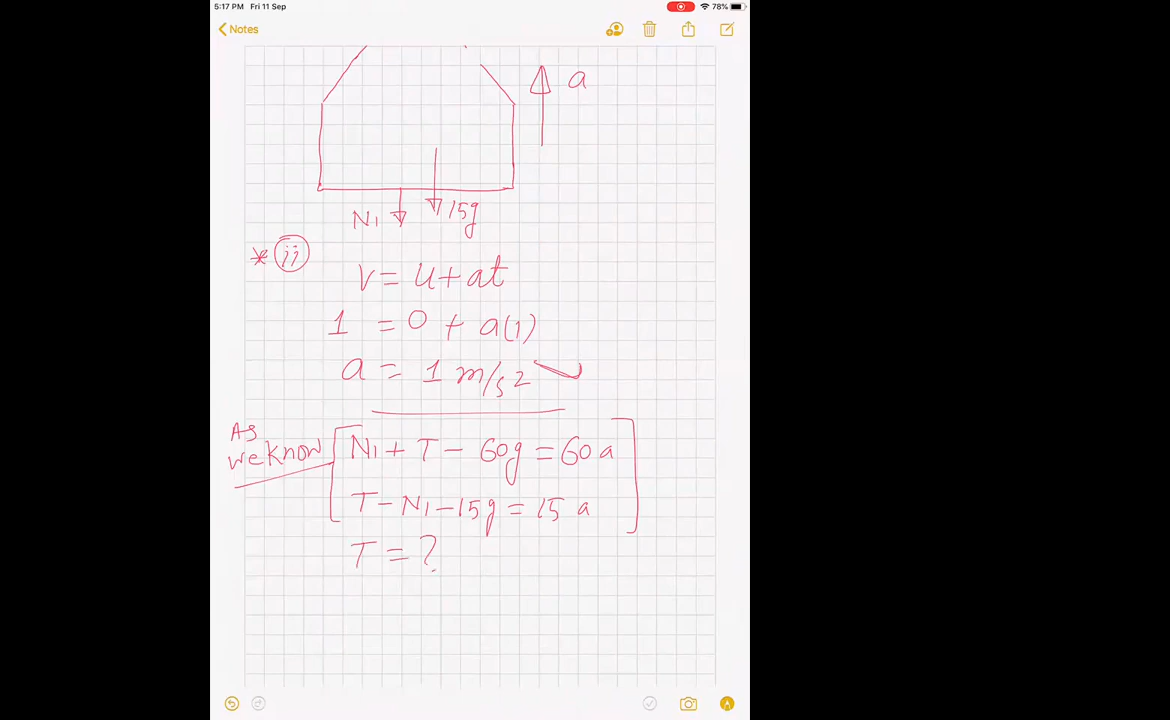 5:17 PM Fri 11 Sep
78%
Notes
a
N1
15g
* ii
v = u + at
1 = 0 + a(1)
a = 1 m/s2
As
we know
N1 + T - 60g = 60 a
T - N1 - 15g = 15 a
T = ?